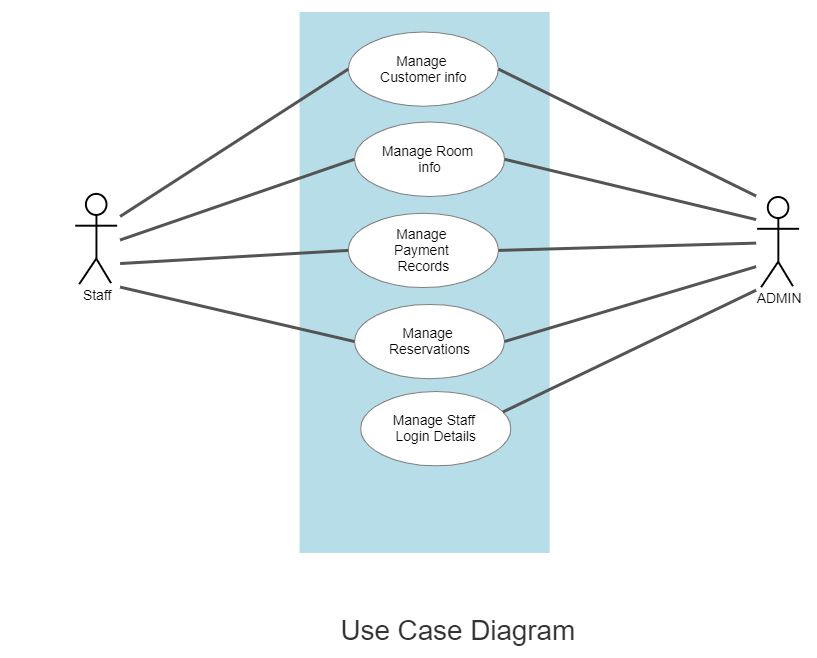 Manage
Customer info
Manage Room
info
Manage
Payment
Records
Staff
ADMIN
Manage
Reservations
Manage Staff
Login Details
Use Case Diagram